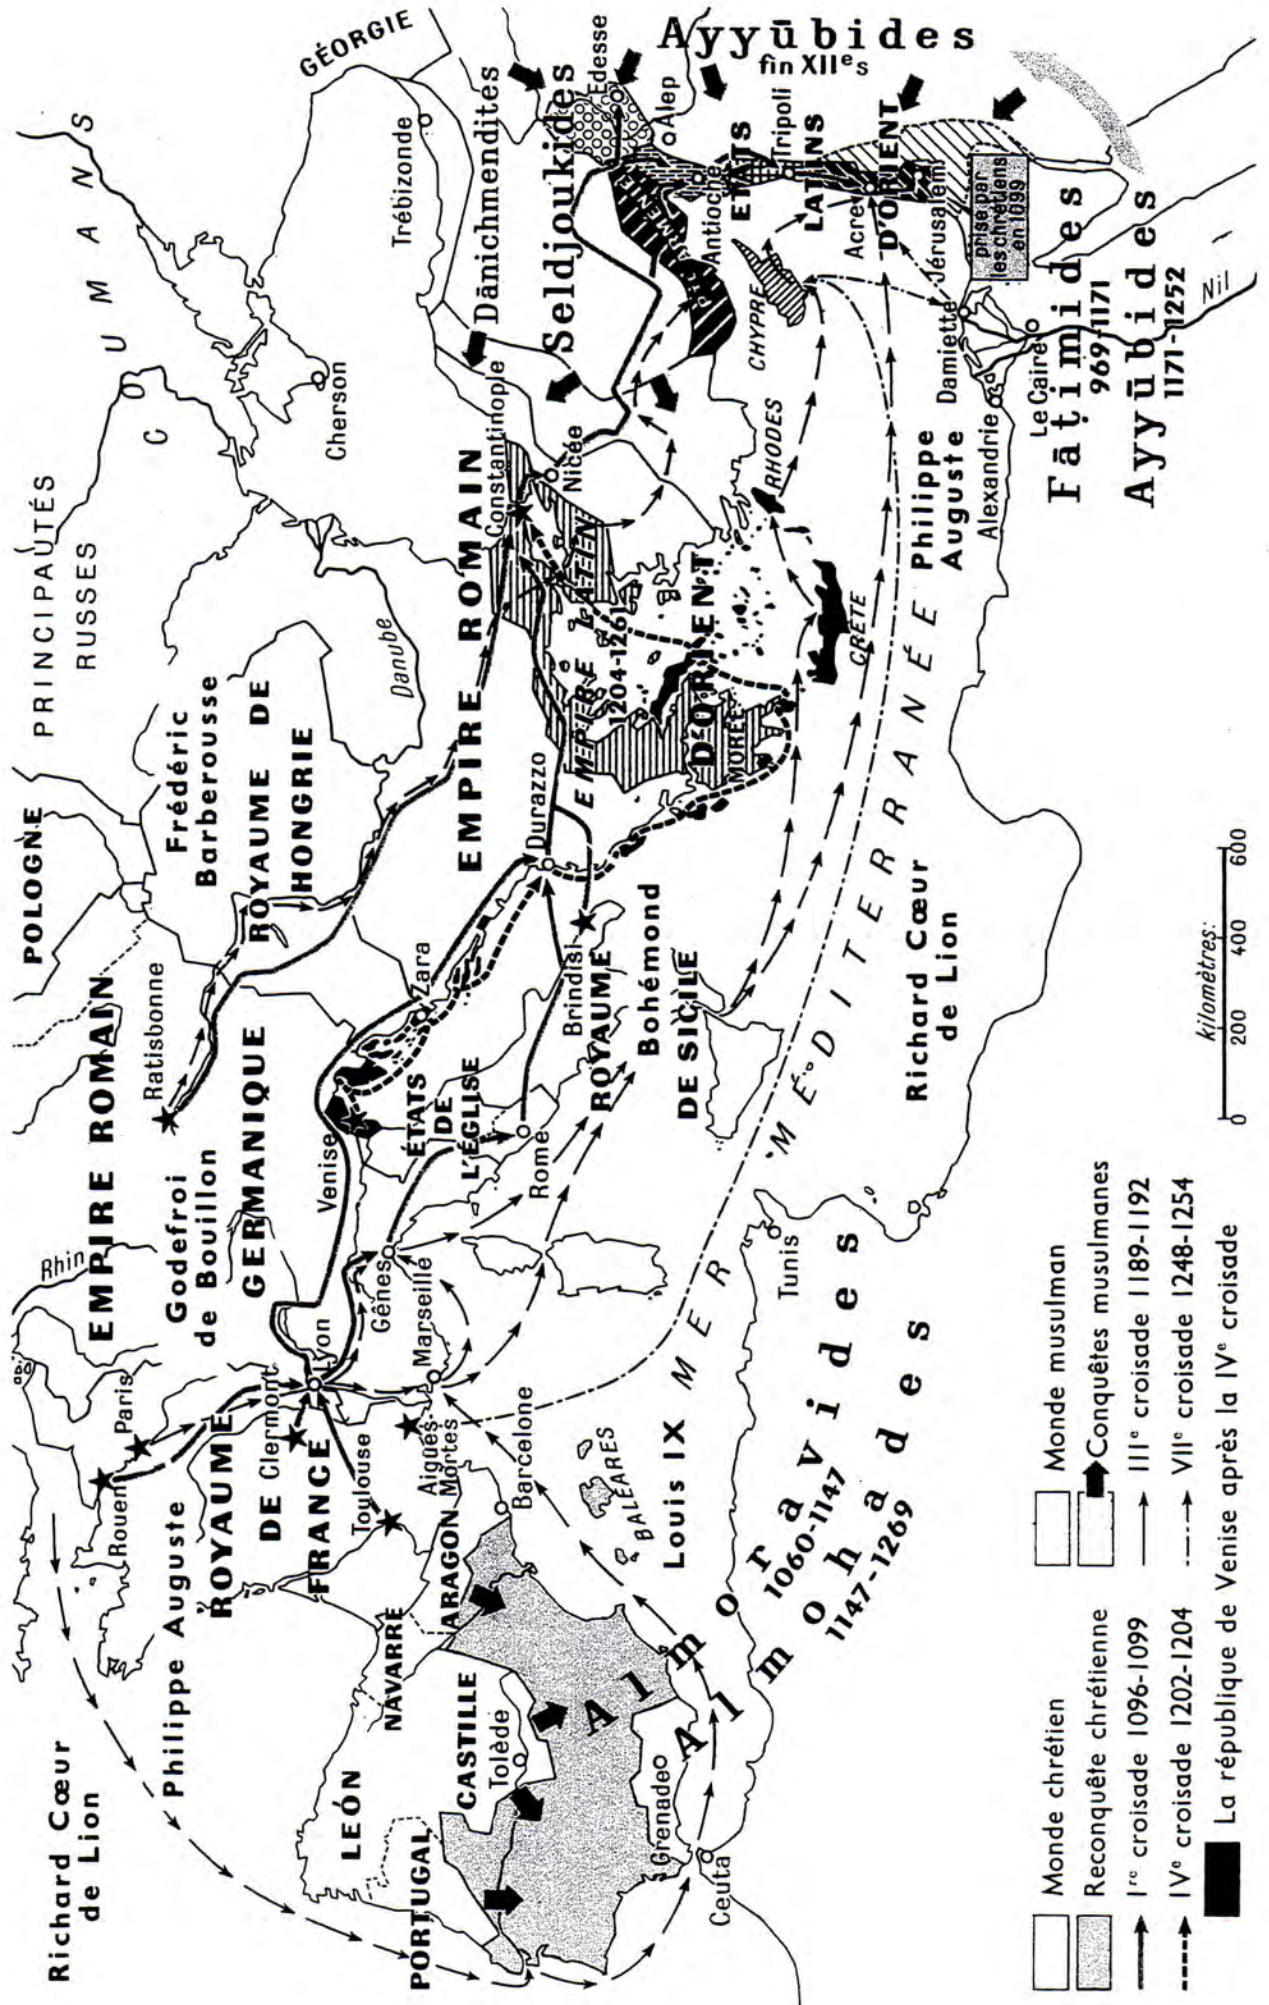 PRINCIPAUTÉS
RUSSES
COUMANS
GÉORGIE
POLOGNE
EMPIRE ROMAN
GERMANIQUE
Rhin
Ratisbonne
Godefroi
de Bouillon
Frédéric
Barberousse
ROYAUME DE
HONGRIE
Danube
Cherson
Trébizonde
Dānichmendites
Seldjoukides
Edesse
Alep
Ayyūbides
fin XIIᵉs
Richard Cœur
de Lion
Philippe Auguste
Rouen
Paris
ROYAUME
DE
FRANCE
Clermont
Lyon
Toulouse
Aigues-
Mortes
Marseille
Gênes
Venise
Zara
ÉTATS
DE
L'ÉGLISE
Rome
Brindisi
Durazzo
EMPIRE ROMAIN
D'ORIENT
Constantinople
Nicée
EMPIRE LATIN
1204-1261
MORÉE
PTE ARMÉNIE
Antioche
ETATS
LATINS
D'ORIENT
Tripoli
Acre
Jérusalem
prise par
les chrétiens
en 1099
CHYPRE
RHODES
CRÈTE
LEÓN
NAVARRE
ARAGON
CASTILLE
PORTUGAL
Tolède
Barcelone
BALÉARES
Grenade
Ceuta
Louis IX
ROYAUME
Bohémond
DE SICILE
MER MÉDITERRANÉE
Richard Cœur
de Lion
Philippe
Auguste
Tunis
Almoravides
1060-1147
Almohades
1147-1269
Damiette
Alexandrie
Le Caire
Nil
Fāṭimides
969-1171
Ayyūbides
1171-1252
kilomètres:
0 200 400 600
Monde chrétien
Monde musulman
Reconquête chrétienne
Conquêtes musulmanes
Iʳᵉ croisade 1096-1099
IIIᵉ croisade 1189-1192
IVᵉ croisade 1202-1204
VIIᵉ croisade 1248-1254
La république de Venise après la IVᵉ croisade